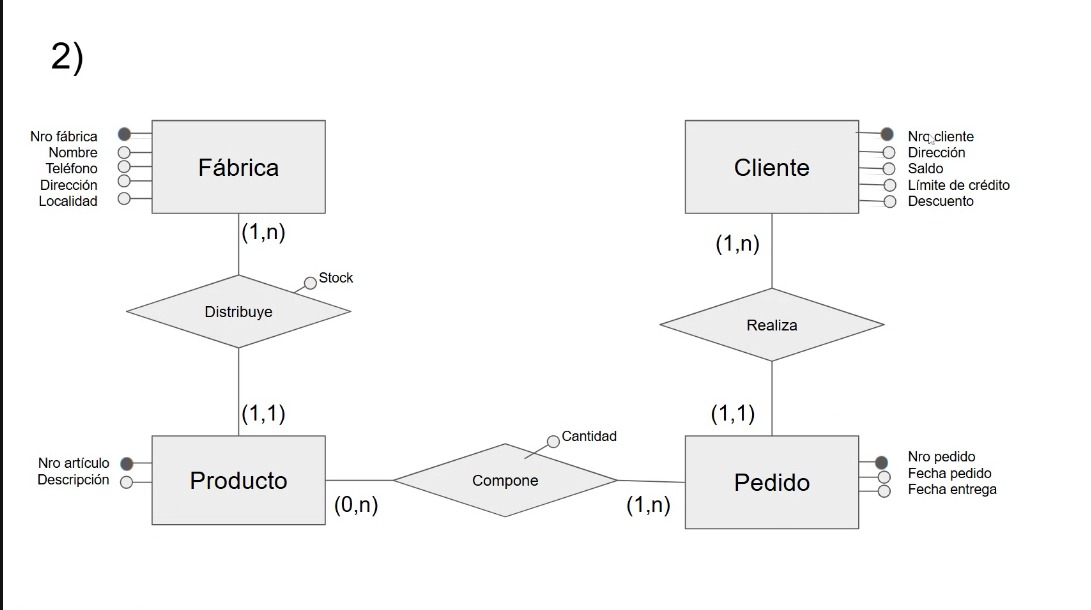 2)
Nro fábrica
Nombre
Teléfono
Dirección
Localidad
Fábrica
(1,n)
Stock
Distribuye
(1,1)
Nro artículo
Descripción
Producto
(0,n)
Cantidad
Compone
(1,n)
Cliente
Nro cliente
Dirección
Saldo
Límite de crédito
Descuento
(1,n)
Realiza
(1,1)
Pedido
Nro pedido
Fecha pedido
Fecha entrega